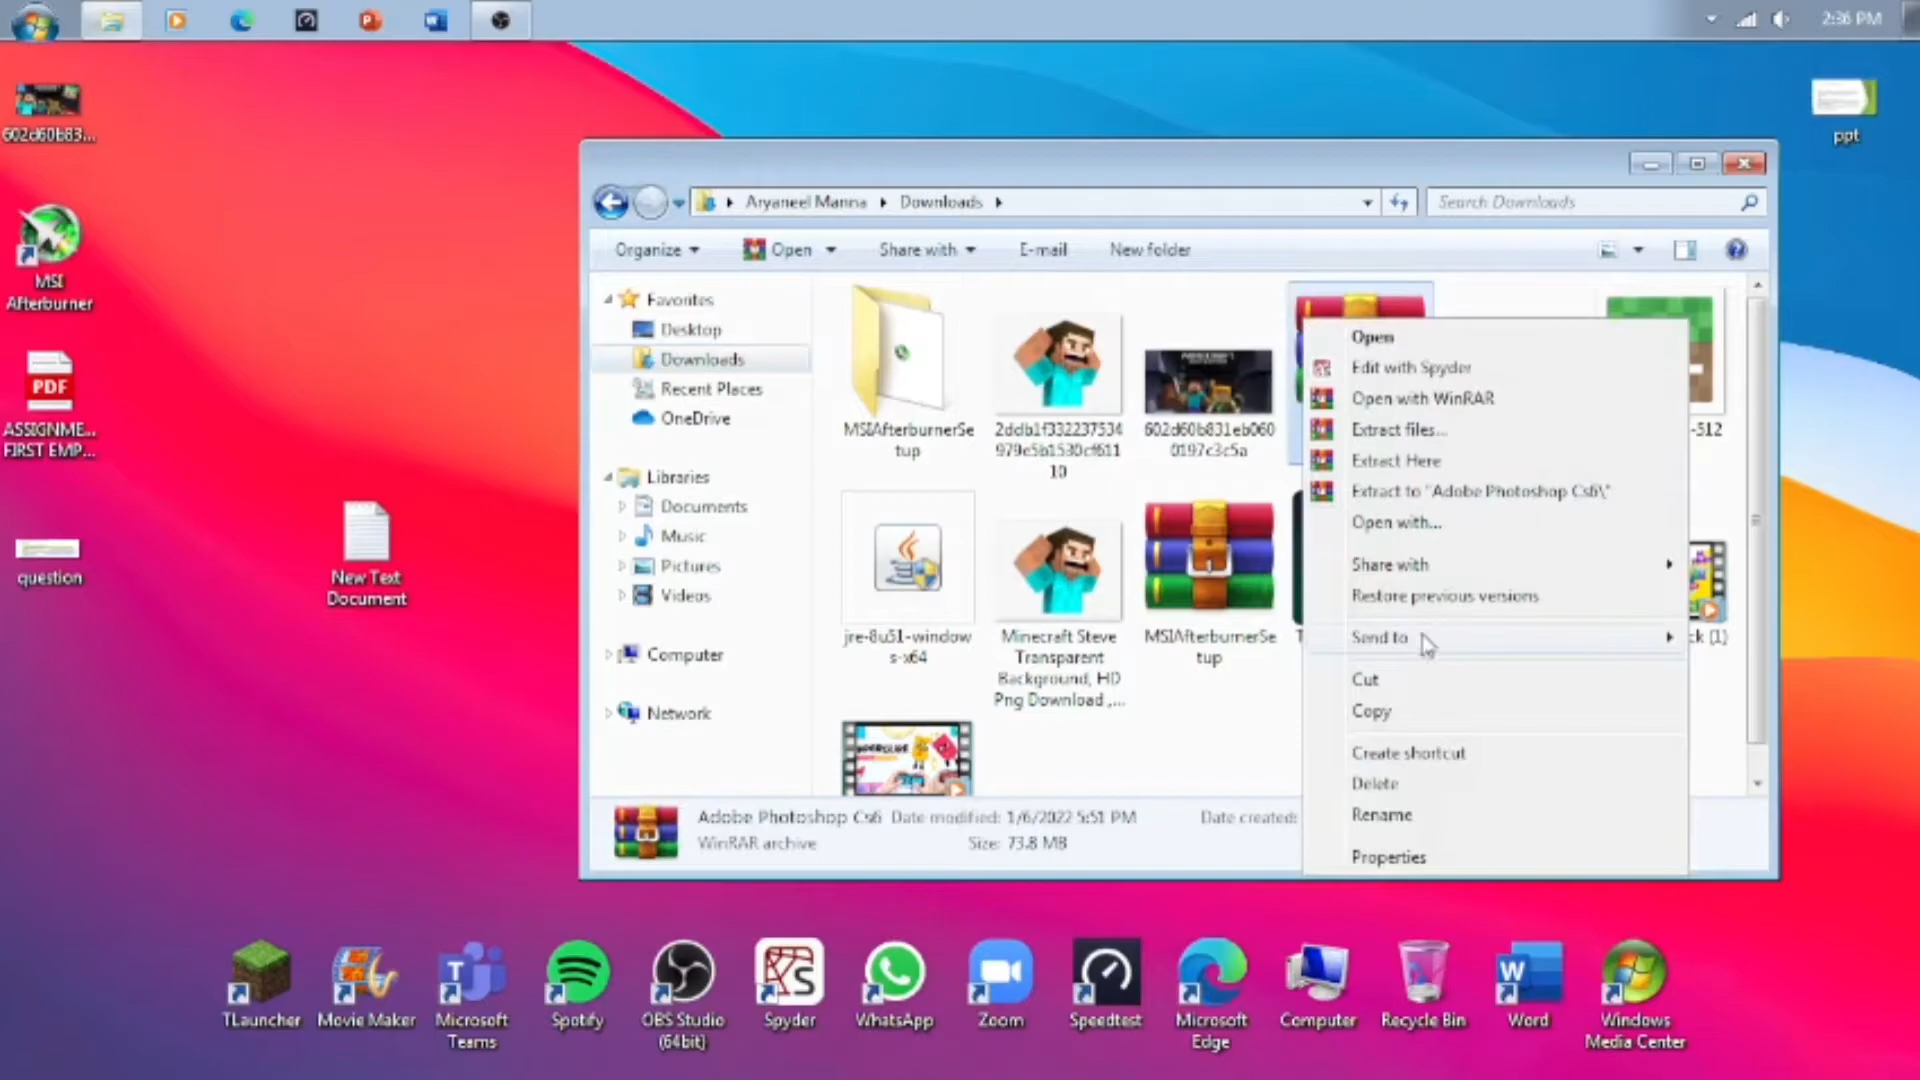 2:36 PM
602d60b83...
ppt
MSI
Afterburner
PDF
ASSIGNME...
FIRST EMP...
question
New Text
Document
Aryaneel Manna
Downloads
Search Downloads
Organize
Open
Share with
E-mail
New folder
Favorites
Desktop
Downloads
Recent Places
OneDrive
Libraries
Documents
Music
Pictures
Videos
Computer
Network
MSIAfterburnerSe
tup
2ddb1f332237534
979e5b1530cf611
10
602d60b831eb060
0197c3c5a
-512
jre-8u51-window
s-x64
Minecraft Steve
Transparent
Background, HD
Png Download ,...
MSIAfterburnerSe
tup
T
ck (1)
Open
Edit with Spyder
Open with WinRAR
Extract files...
Extract Here
Extract to "Adobe Photoshop Cs6\"
Open with...
Share with
Restore previous versions
Send to
Cut
Copy
Create shortcut
Delete
Rename
Properties
Adobe Photoshop Cs6 Date modified: 1/6/2022 5:51 PM Date created:
WinRAR archive Size: 73.8 MB
TLauncher
Movie Maker
Microsoft
Teams
Spotify
OBS Studio
(64bit)
Spyder
WhatsApp
Zoom
Speedtest
Microsoft
Edge
Computer
Recycle Bin
Word
Windows
Media Center